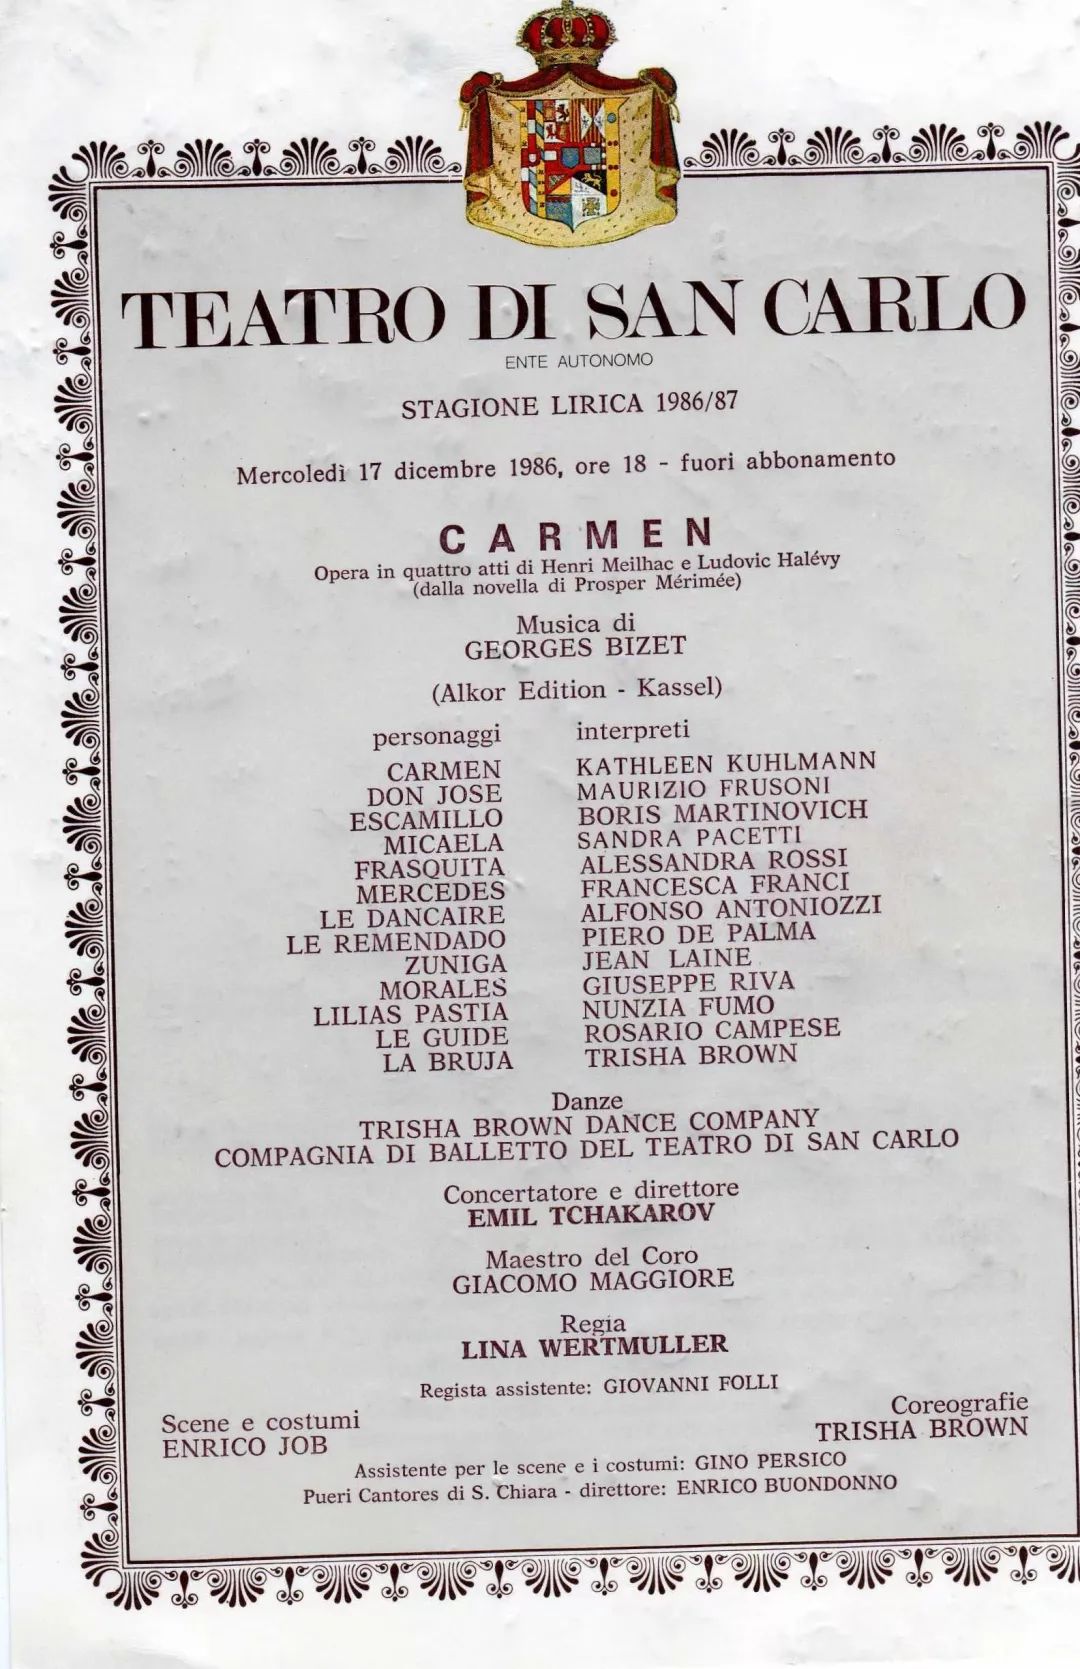 TEATRO DI SAN CARLO
ENTE AUTONOMO
STAGIONE LIRICA 1986/87
Mercoledì 17 dicembre 1986, ore 18 - fuori abbonamento
CARMEN
Opera in quattro atti di Henri Meilhac e Ludovic Halévy
(dalla novella di Prosper Mérimée)
Musica di
GEORGES BIZET
(Alkor Edition - Kassel)
personaggi interpreti
CARMEN KATHLEEN KUHLMANN
DON JOSE MAURIZIO FRUSONI
ESCAMILLO BORIS MARTINOVICH
MICAELA SANDRA PACETTI
FRASQUITA ALESSANDRA ROSSI
MERCEDES FRANCESCA FRANCI
LE DANCAIRE ALFONSO ANTONIOZZI
LE REMENDADO PIERO DE PALMA
ZUNIGA JEAN LAINE
MORALES GIUSEPPE RIVA
LILIAS PASTIA NUNZIA FUMO
LE GUIDE ROSARIO CAMPESE
LA BRUJA TRISHA BROWN
Danze
TRISHA BROWN DANCE COMPANY
COMPAGNIA DI BALLETTO DEL TEATRO DI SAN CARLO
Concertatore e direttore
EMIL TCHAKAROV
Maestro del Coro
GIACOMO MAGGIORE
Regia
LINA WERTMULLER
Regista assistente: GIOVANNI FOLLI
Scene e costumi
ENRICO JOB
Coreografie
TRISHA BROWN
Assistente per le scene e i costumi: GINO PERSICO
Pueri Cantores di S. Chiara - direttore: ENRICO BUONDONNO